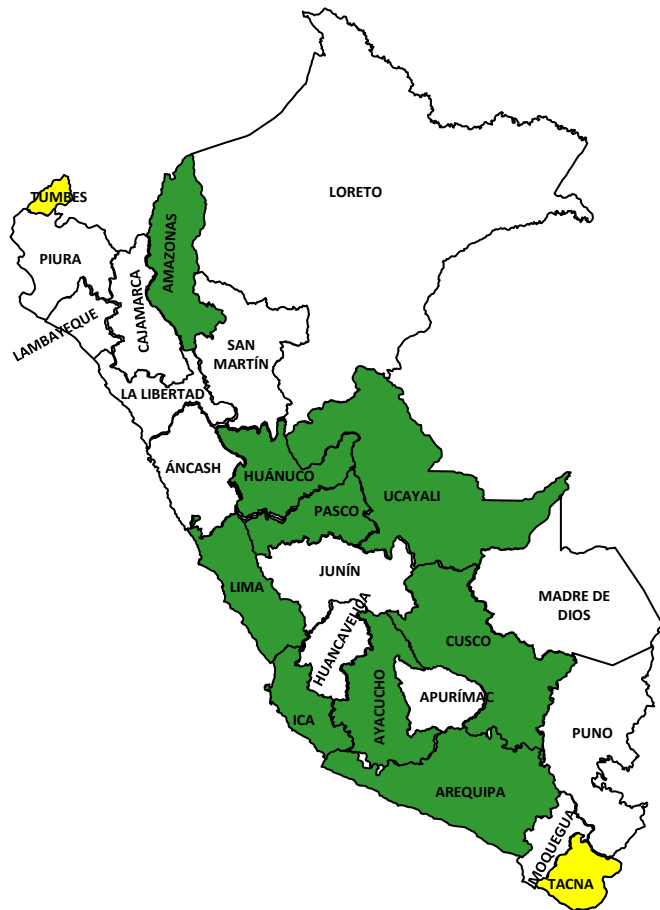 LORETO
TUMBES
AMAZONAS
PIURA
CAJAMARCA
LAMBAYEQUE
SAN
MARTÍN
LA LIBERTAD
ÁNCASH
HUÁNUCO
UCAYALI
PASCO
JUNÍN
LIMA
MADRE DE
DIOS
HUANCAVELICA
CUSCO
AYACUCHO
APURÍMAC
ICA
PUNO
AREQUIPA
MOQUEGUA
TACNA